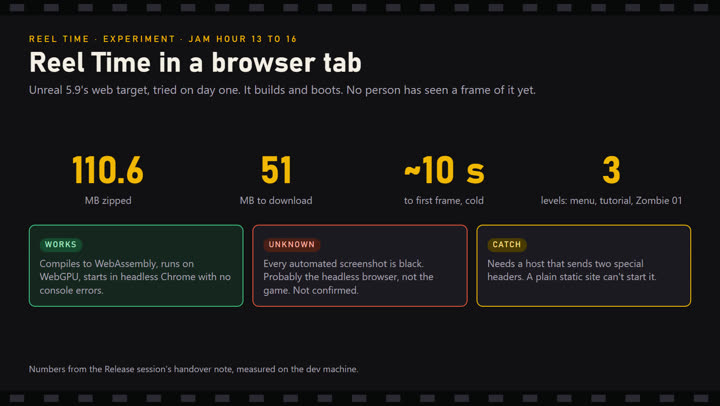 REEL TIME · EXPERIMENT · JAM HOUR 13 TO 16
Reel Time in a browser tab
Unreal 5.9's web target, tried on day one. It builds and boots. No person has seen a frame of it yet.
110.6
MB zipped
51
MB to download
~10 s
to first frame, cold
3
levels: menu, tutorial, Zombie 01
WORKS
Compiles to WebAssembly, runs on
WebGPU, starts in headless Chrome with no
console errors.
UNKNOWN
Every automated screenshot is black.
Probably the headless browser, not the
game. Not confirmed.
CATCH
Needs a host that sends two special
headers. A plain static site can't start it.
Numbers from the Release session's handover note, measured on the dev machine.